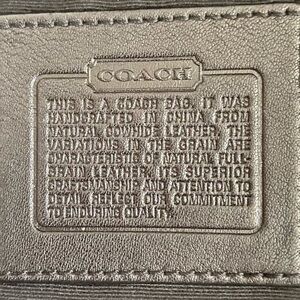 COACH
THIS IS A COACH BAG. IT WAS
HANDCRAFTED IN CHINA FROM
NATURAL COWHIDE LEATHER, THE
VARIATIONS IN THE GRAIN ARE
CHARACTERISTIC OF NATURAL FULL-
GRAIN LEATHER. ITS SUPERIOR
CRAFTSMANSHIP AND ATTENTION TO
DETAIL REFLECT OUR COMMITMENT
TO ENDURING QUALITY.